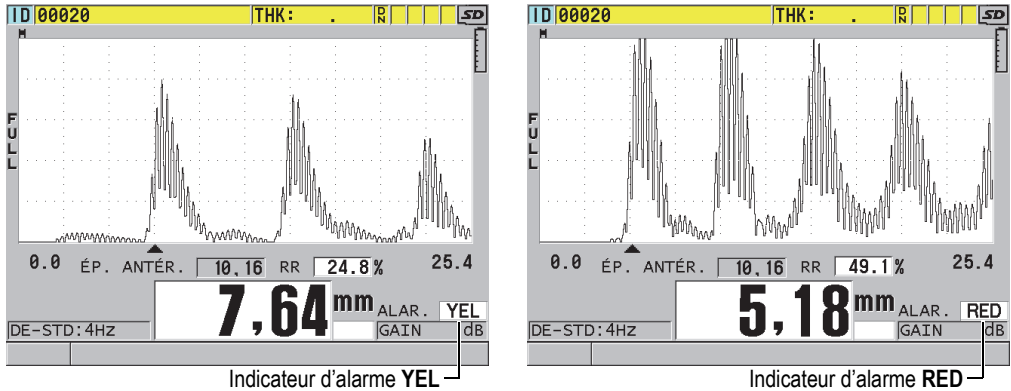 ID 00020 THK: . DN SD
M
FULL
0.0 ÉP. ANTÉR. 10,16 RR 24.8% 25.4
7,64 mm ALAR. YEL
DE-STD:4Hz GAIN dB
Indicateur d'alarme YEL
ID 00020 THK: . DN SD
M
FULL
0.0 ÉP. ANTÉR. 10,16 RR 49.1% 25.4
5,18 mm ALAR. RED
DE-STD:4Hz GAIN dB
Indicateur d'alarme RED